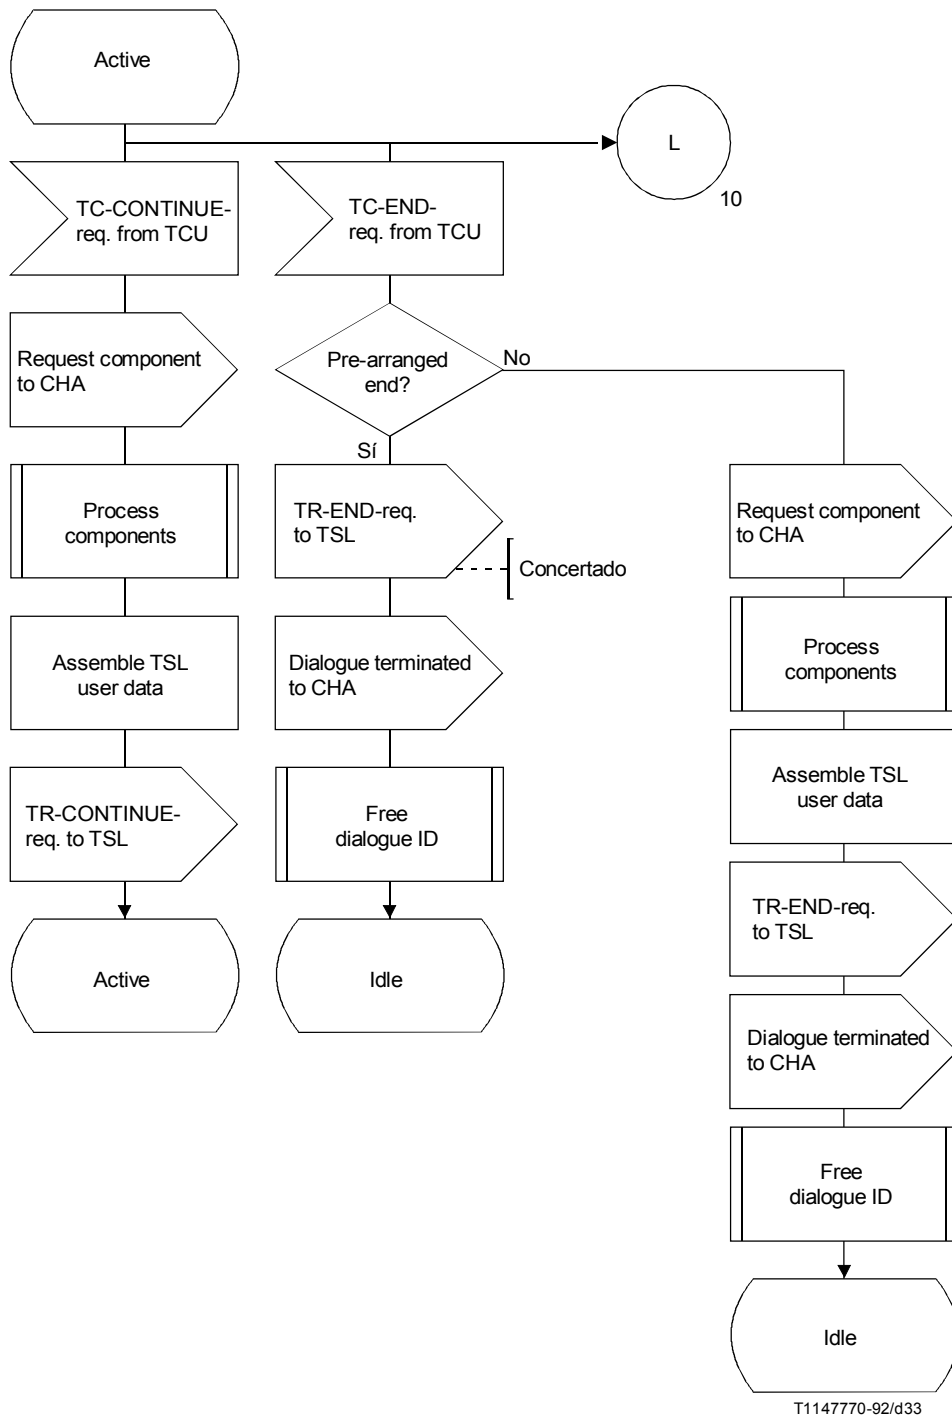 Active
L
10
TC-CONTINUE-
req. from TCU
TC-END-
req. from TCU
Request component
to CHA
Pre-arranged
end?
No
Sí
Process
components
TR-END-req.
to TSL
Concertado
Request component
to CHA
Assemble TSL
user data
Dialogue terminated
to CHA
Process
components
TR-CONTINUE-
req. to TSL
Free
dialogue ID
Assemble TSL
user data
Active
Idle
TR-END-req.
to TSL
Dialogue terminated
to CHA
Free
dialogue ID
Idle
T1147770-92/d33